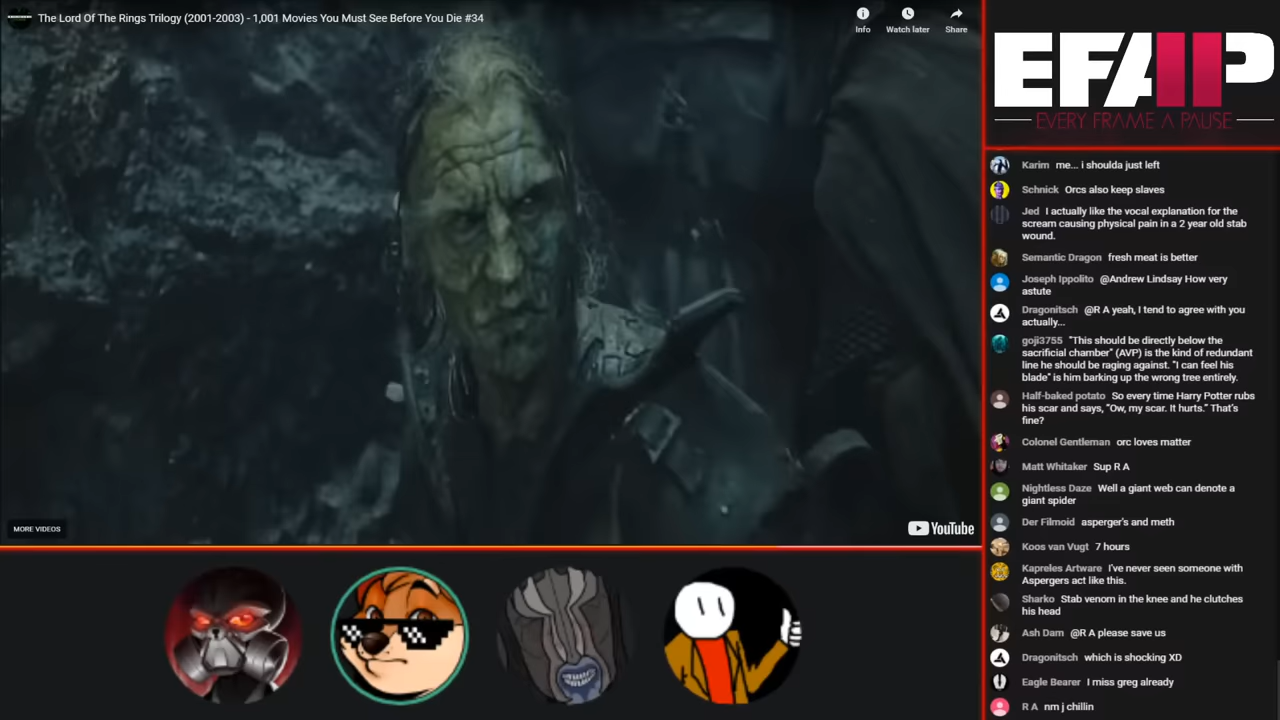 The Lord Of The Rings Trilogy (2001-2003) - 1,001 Movies You Must See Before You Die #34
Info
Watch later
Share
MORE VIDEOS
YouTube
EFAP
EVERY FRAME A PAUSE
Karim me... i shoulda just left
Schnick Orcs also keep slaves
Jed I actually like the vocal explanation for the
scream causing physical pain in a 2 year old stab
wound.
Semantic Dragon fresh meat is better
Joseph Ippolito @Andrew Lindsay How very
astute
Dragonitsch @R A yeah, I tend to agree with you
actually...
goji3755 "This should be directly below the
sacrificial chamber" (AVP) is the kind of redundant
line he should be raging against. "I can feel his
blade" is him barking up the wrong tree entirely.
Half-baked potato So every time Harry Potter rubs
his scar and says, "Ow, my scar. It hurts." That's
fine?
Colonel Gentleman orc loves matter
Matt Whitaker Sup R A
Nightless Daze Well a giant web can denote a
giant spider
Der Filmoid asperger's and meth
Koos van Vugt 7 hours
Kapreles Artware I've never seen someone with
Aspergers act like this.
Sharko Stab venom in the knee and he clutches
his head
Ash Dam @R A please save us
Dragonitsch which is shocking XD
Eagle Bearer I miss greg already
R A nm j chillin